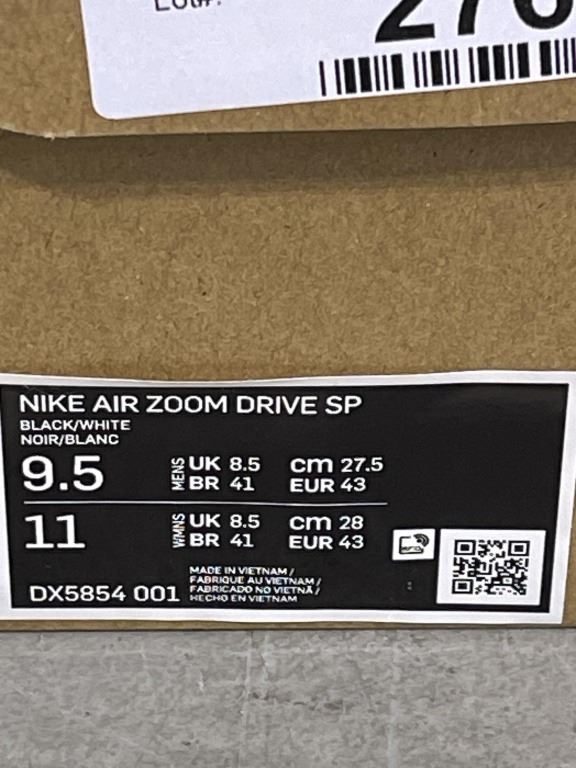 276
NIKE AIR ZOOM DRIVE SP
BLACK/WHITE
NOIR/BLANC
9.5 MENS UK 8.5 cm 27.5
BR 41 EUR 43
11 WMNS UK 8.5 cm 28
BR 41 EUR 43
DX5854 001
MADE IN VIETNAM /
FABRIQUE AU VIETNAM /
FABRICADO NO VIETNÃ /
HECHO EN VIETNAM